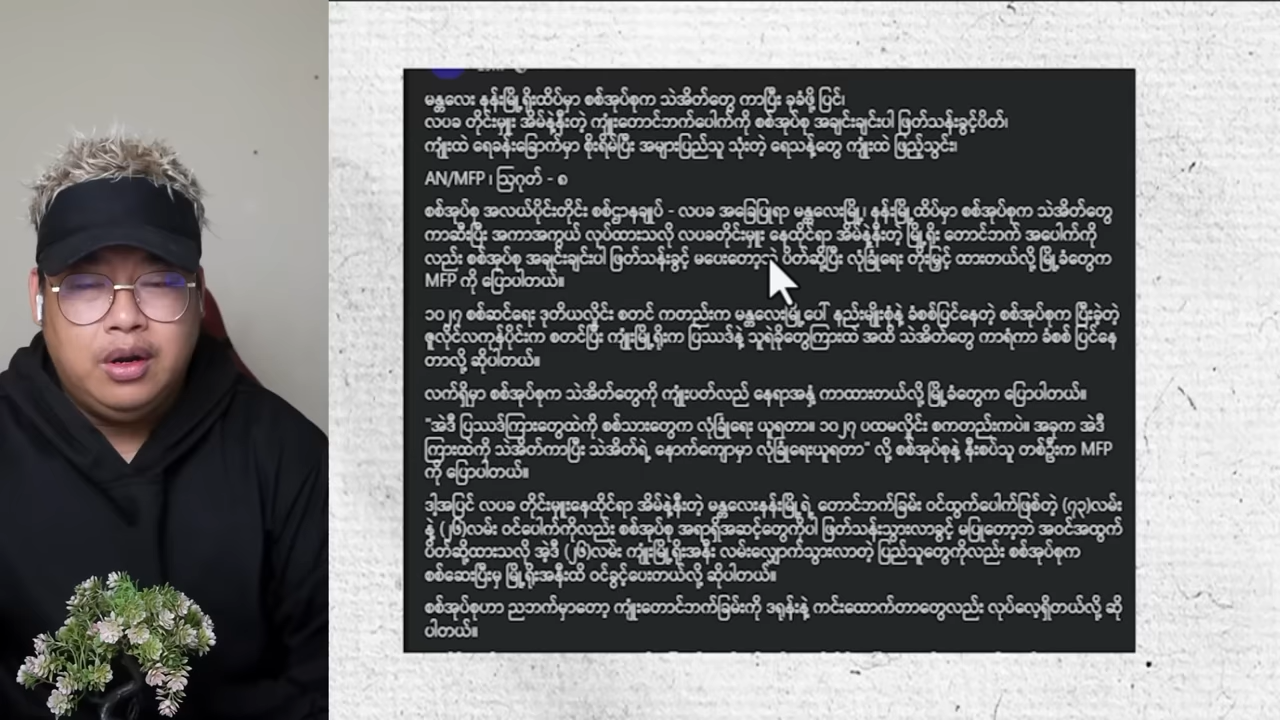 မန္တလေး နန်းမြို့ရိုးထိပ်မှာ စစ်အုပ်စုက သဲအိတ်တွေ ကာပြီး ခုခံဖို့ ပြင်၊
လပခ တိုင်းမှူး အိမ်နဲ့နီးတဲ့ ကျုံးတောင်ဘက်ပေါက်ကို စစ်အုပ်စု အချင်းချင်းပါ ဖြတ်သန်းခွင့်ပိတ်၊
ကျုံးထဲ ရေခန်းခြောက်မှာ စိုးရိမ်ပြီး အများပြည်သူ သုံးတဲ့ ရေသန့်တွေ ကျုံးထဲ ဖြည့်သွင်း၊
AN/MFP ၊ ဩဂုတ် - ၈
စစ်အုပ်စု အလယ်ပိုင်းတိုင်း စစ်ဌာနချုပ် - လပခ အခြေပြုရာ မန္တလေးမြို့၊ နန်းမြို့ထိပ်မှာ စစ်အုပ်စုက သဲအိတ်တွေ
ကာဆီးပြီး အကာအကွယ် လုပ်ထားသလို လပခတိုင်းမှူး နေထိုင်ရာ အိမ်နဲ့နီးတဲ့ မြို့ရိုး တောင်ဘက် အပေါက်ကို
လည်း စစ်အုပ်စု အချင်းချင်းပါ ဖြတ်သန်းခွင့် မပေးတော့ဘဲ ပိတ်ဆို့ပြီး လုံခြုံရေး တိုးမြှင့် ထားတယ်လို့ မြို့ခံတွေက
MFP ကို ပြောပါတယ်။
၁၀၂၇ စစ်ဆင်ရေး ဒုတိယလှိုင်း စတင် ကတည်းက မန္တလေးမြို့ပေါ် နည်းမျိုးစုံနဲ့ ခံစစ်ပြင်နေတဲ့ စစ်အုပ်စုက ပြီးခဲ့တဲ့
ဇူလိုင်လကုန်ပိုင်းက စတင်ပြီး ကျုံးမြို့ရိုးက ပြဿဒ်နဲ့ သူရဲခိုတွေကြားထဲ အထိ သဲအိတ်တွေ ကာရံကာ ခံစစ် ပြင်နေ
တာလို့ ဆိုပါတယ်။
လက်ရှိမှာ စစ်အုပ်စုက သဲအိတ်တွေကို ကျုံးပတ်လည် နေရာအနှံ့ ကာထားတယ်လို့ မြို့ခံတွေက ပြောပါတယ်။
"အဲဒီ ပြဿဒ်ကြားတွေထဲကို စစ်သားတွေက လုံခြုံရေး ယူရတာ။ ၁၀၂၇ ပထမလှိုင်း စကတည်းကပဲ။ အခုက အဲဒီ
ကြားထဲကို သဲအိတ်ကာပြီး သဲအိတ်ရဲ့ နောက်ကျောမှာ လုံခြုံရေးယူရတာ" လို့ စစ်အုပ်စုနဲ့ နီးစပ်သူ တစ်ဦးက MFP
ကို ပြောပါတယ်။
ဒါ့အပြင် လပခ တိုင်းမှူးနေထိုင်ရာ အိမ်နဲ့နီးတဲ့ မန္တလေးနန်းမြို့ရဲ့ တောင်ဘက်ခြမ်း ဝင်ထွက်ပေါက်ဖြစ်တဲ့ (၇၃)လမ်း
နဲ့ (၂၆)လမ်း ဝင်ပေါက်ကိုလည်း စစ်အုပ်စု အရာရှိအဆင့်တွေကိုပါ ဖြတ်သန်းသွားလာခွင့် မပြုတော့ဘဲ အဝင်အထွက်
ပိတ်ဆို့ထားသလို အဲ့ဒီ (၂၆)လမ်း ကျုံးမြို့ရိုးအနီး လမ်းလျှောက်သွားလာတဲ့ ပြည်သူတွေကိုလည်း စစ်အုပ်စုက
စစ်ဆေးပြီးမှ မြို့ရိုးအနီးထိ ဝင်ခွင့်ပေးတယ်လို့ ဆိုပါတယ်။
စစ်အုပ်စုဟာ ညဘက်မှာတော့ ကျုံးတောင်ဘက်ခြမ်းကို ဒရုန်းနဲ့ ကင်းထောက်တာတွေလည်း လုပ်လေ့ရှိတယ်လို့ ဆို
ပါတယ်။